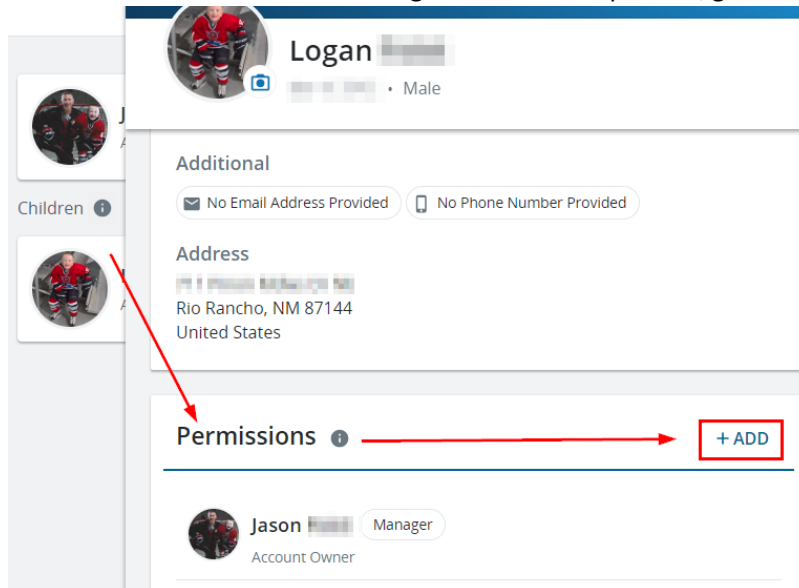 Logan
• Male
J
A
Additional
No Email Address Provided
No Phone Number Provided
Children
Address
Rio Rancho, NM 87144
United States
A
Permissions
+ ADD
Jason
Manager
Account Owner